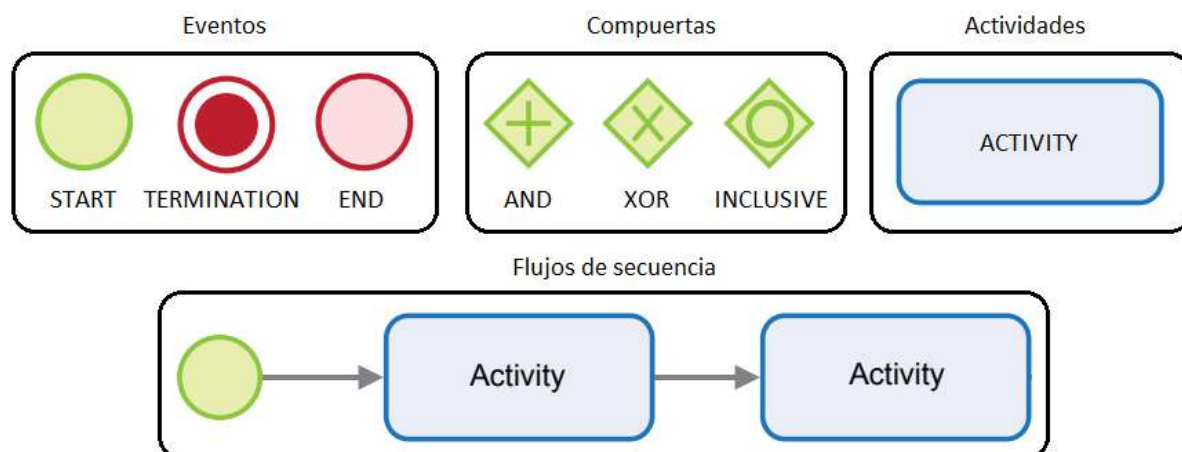 Eventos
Compuertas
Actividades
START
TERMINATION
END
AND
XOR
INCLUSIVE
ACTIVITY
Flujos de secuencia
Activity
Activity